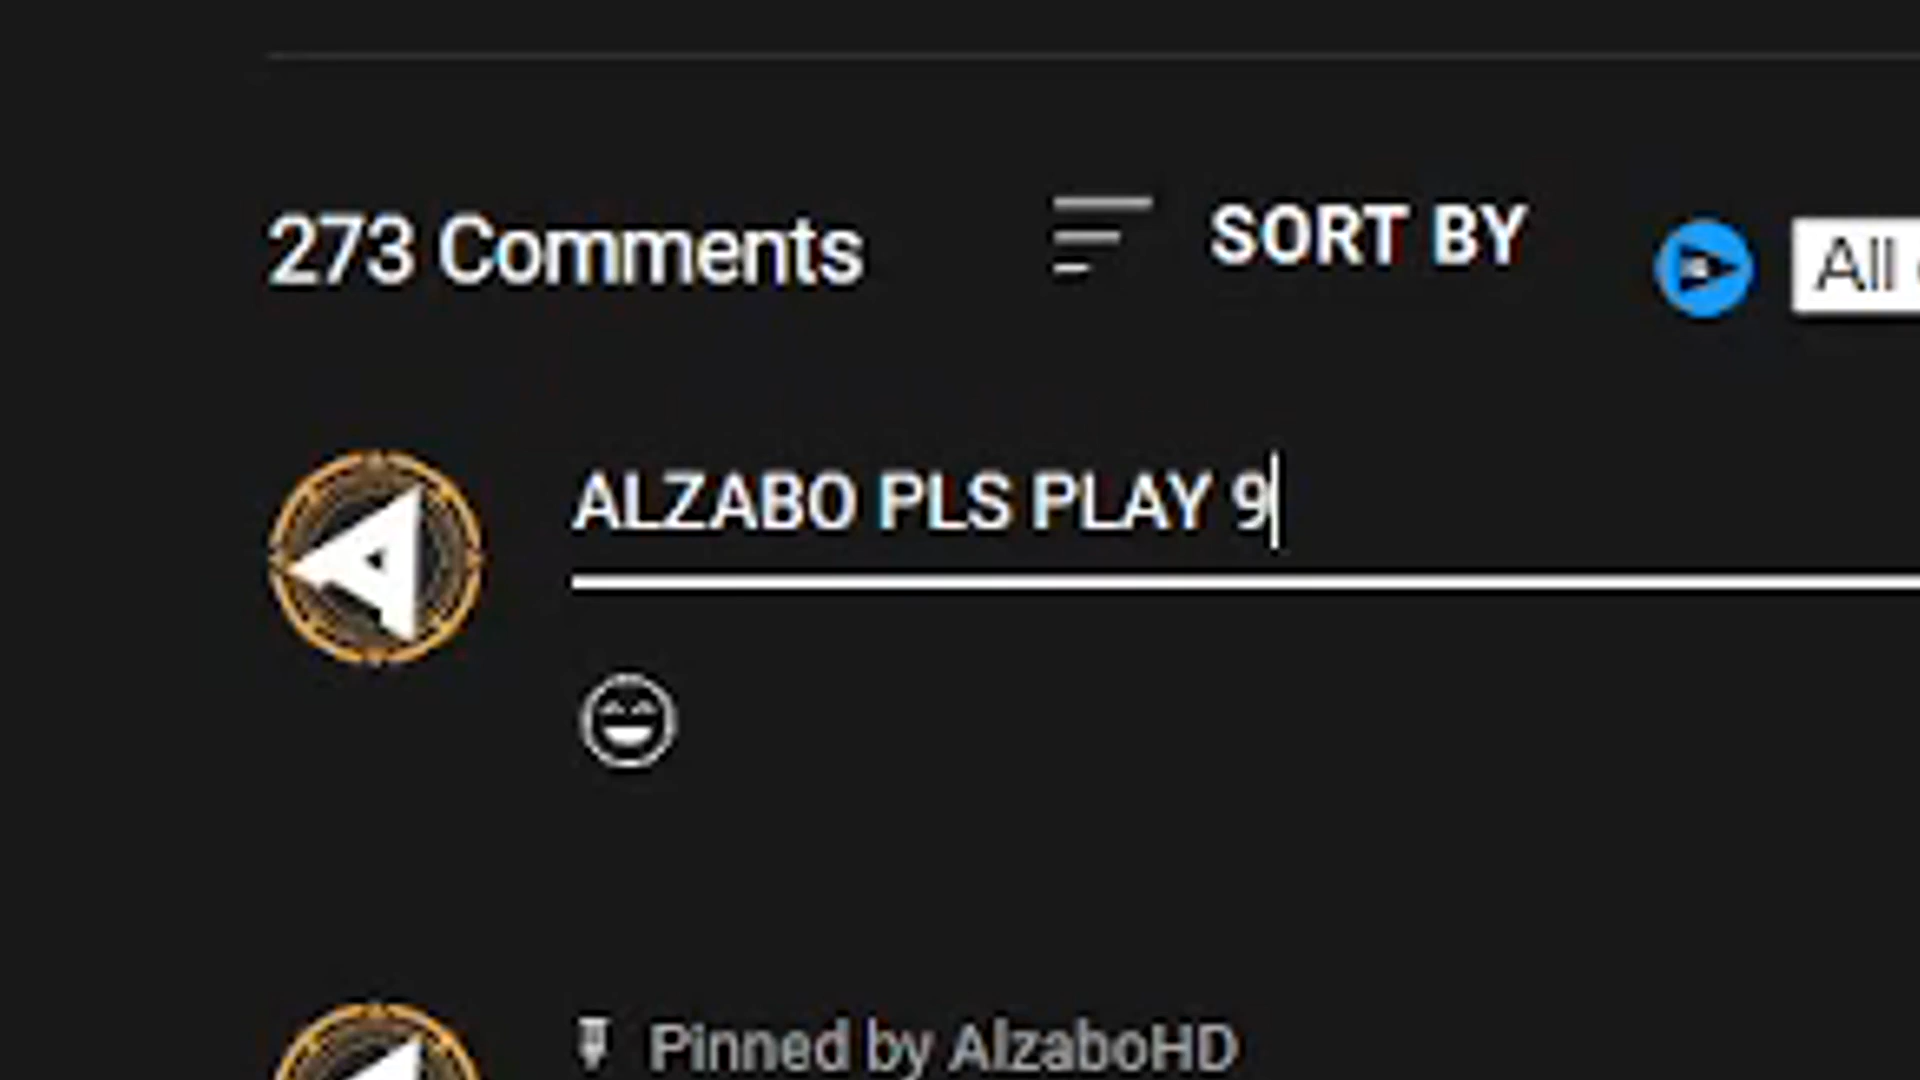 273 Comments
SORT BY
All
ALZABO PLS PLAY 9
Pinned by AlzaboHD